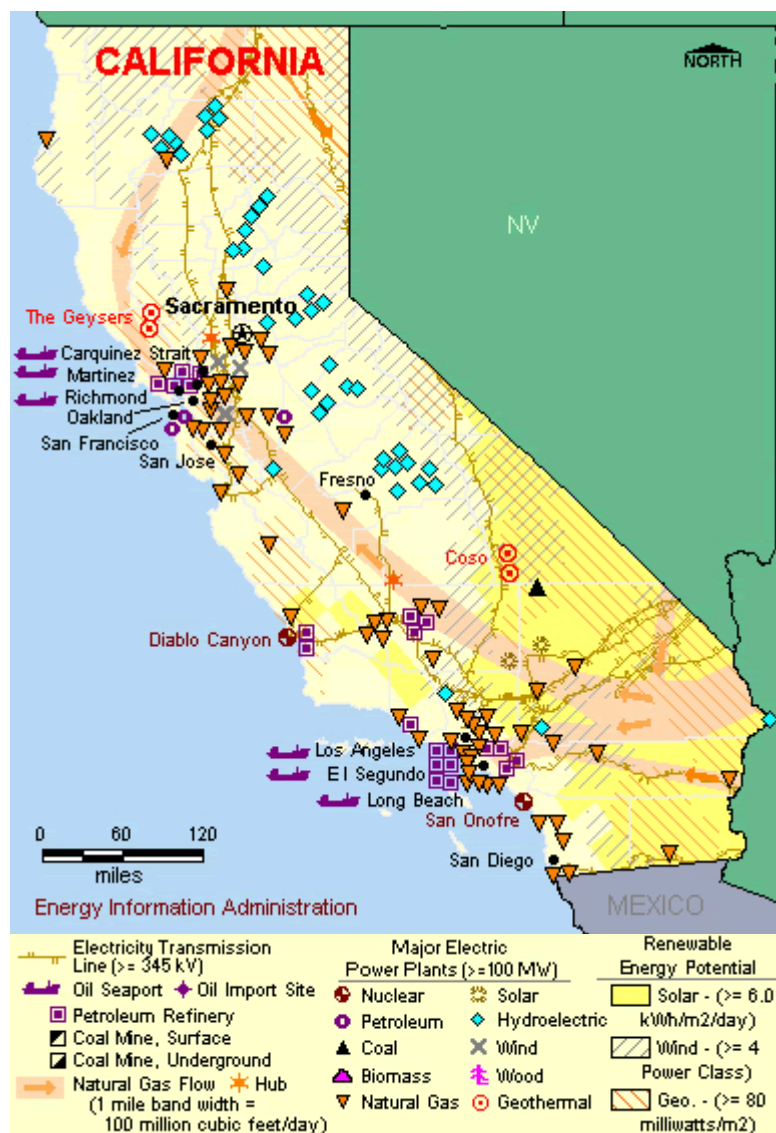 CALIFORNIA
NORTH
NV
Sacramento
The Geysers
Carquinez Strait
Martinez
Richmond
Oakland
San Francisco
San Jose
Fresno
Coso
Diablo Canyon
Los Angeles
El Segundo
Long Beach
San Onofre
San Diego
0 60 120
miles
Energy Information Administration
MEXICO
Electricity Transmission
Line (>= 345 kV)
Oil Seaport Oil Import Site
Petroleum Refinery
Coal Mine, Surface
Coal Mine, Underground
Natural Gas Flow Hub
(1 mile band width =
100 million cubic feet/day)
Major Electric
Power Plants (>=100 MW)
Nuclear Solar
Petroleum Hydroelectric
Coal Wind
Biomass Wood
Natural Gas Geothermal
Renewable
Energy Potential
Solar - (>= 6.0
kWh/m2/day)
Wind - (>= 4
Power Class)
Geo. - (>= 80
milliwatts/m2)